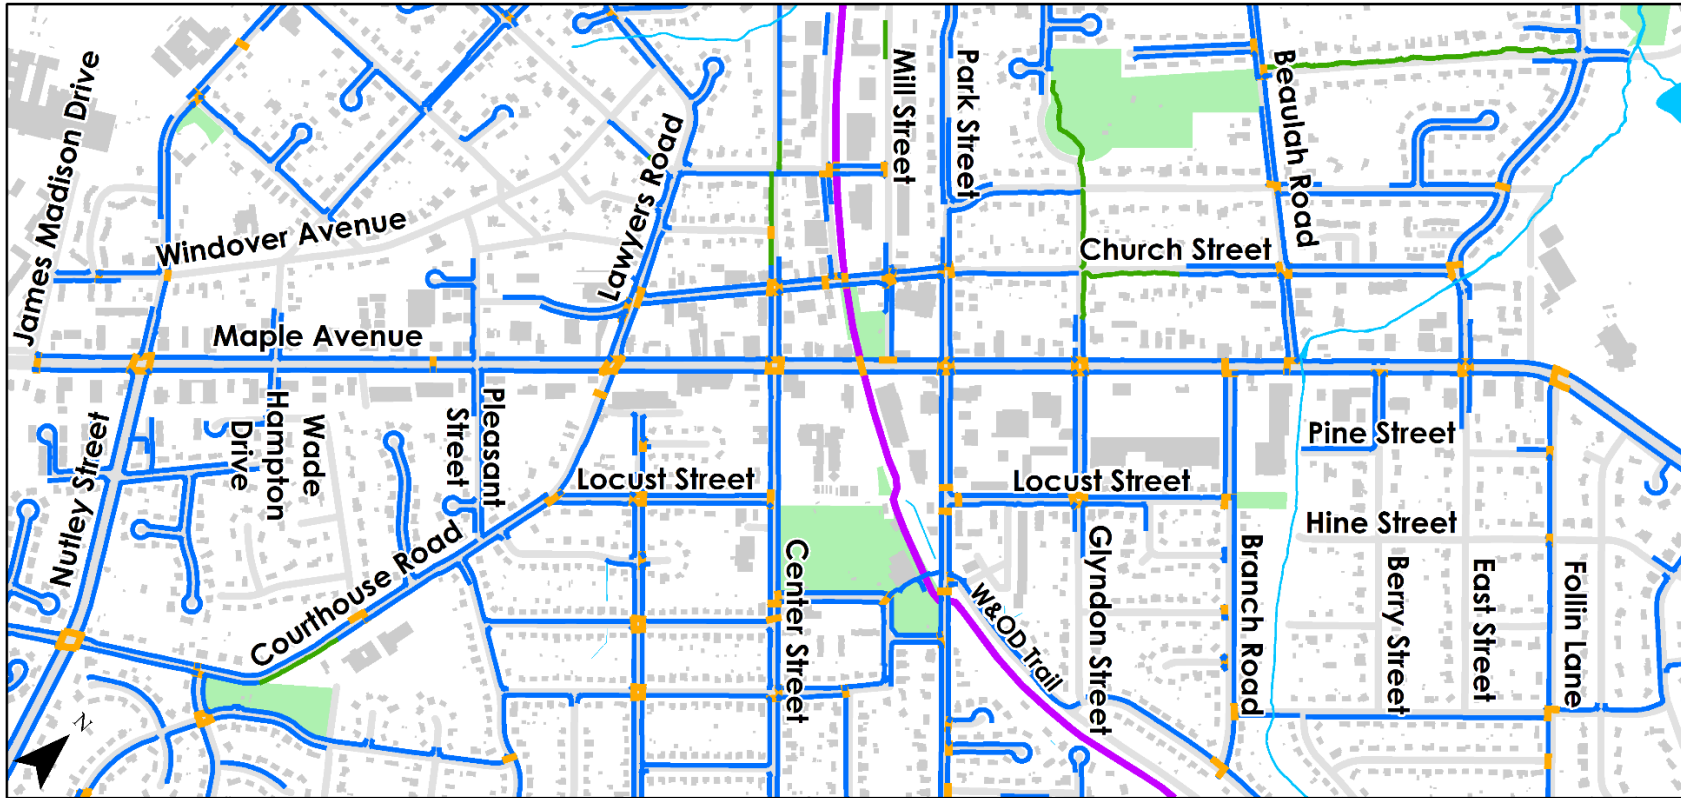 James Madison Drive
Windover Avenue
Maple Avenue
Lawyers Road
Mill Street
Park Street
Beaulah Road
Church Street
Nutley Street
Wade
Hampton
Drive
Pleasant
Street
Locust Street
Locust Street
Pine Street
Hine Street
Courthouse Road
Center Street
W&OD Trail
Glyndon Street
Branch Road
Berry Street
East Street
Follin Lane
N